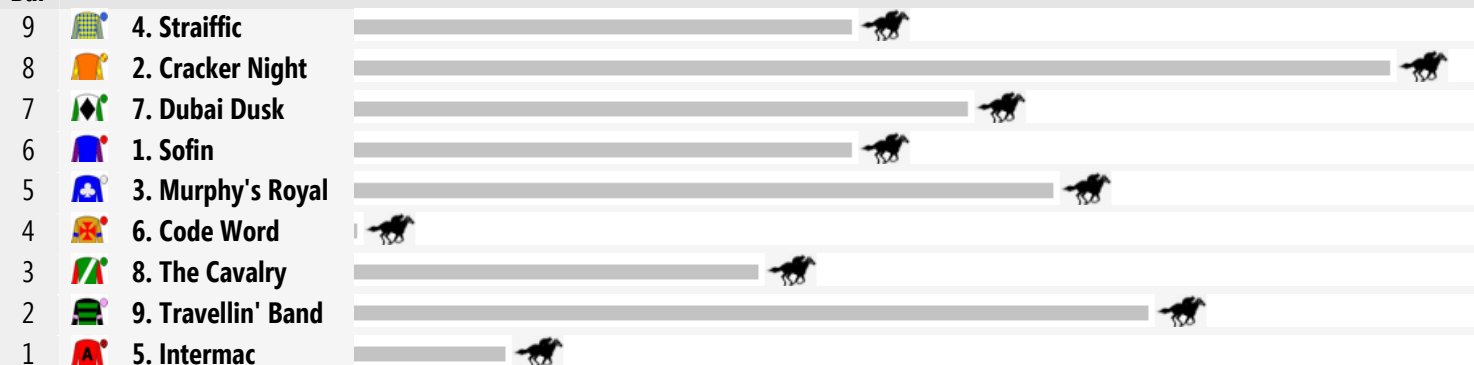 9 4. Straiffic
8 2. Cracker Night
7 7. Dubai Dusk
6 1. Sofin
5 3. Murphy's Royal
4 6. Code Word
3 8. The Cavalry
2 9. Travellin' Band
1 A 5. Intermac